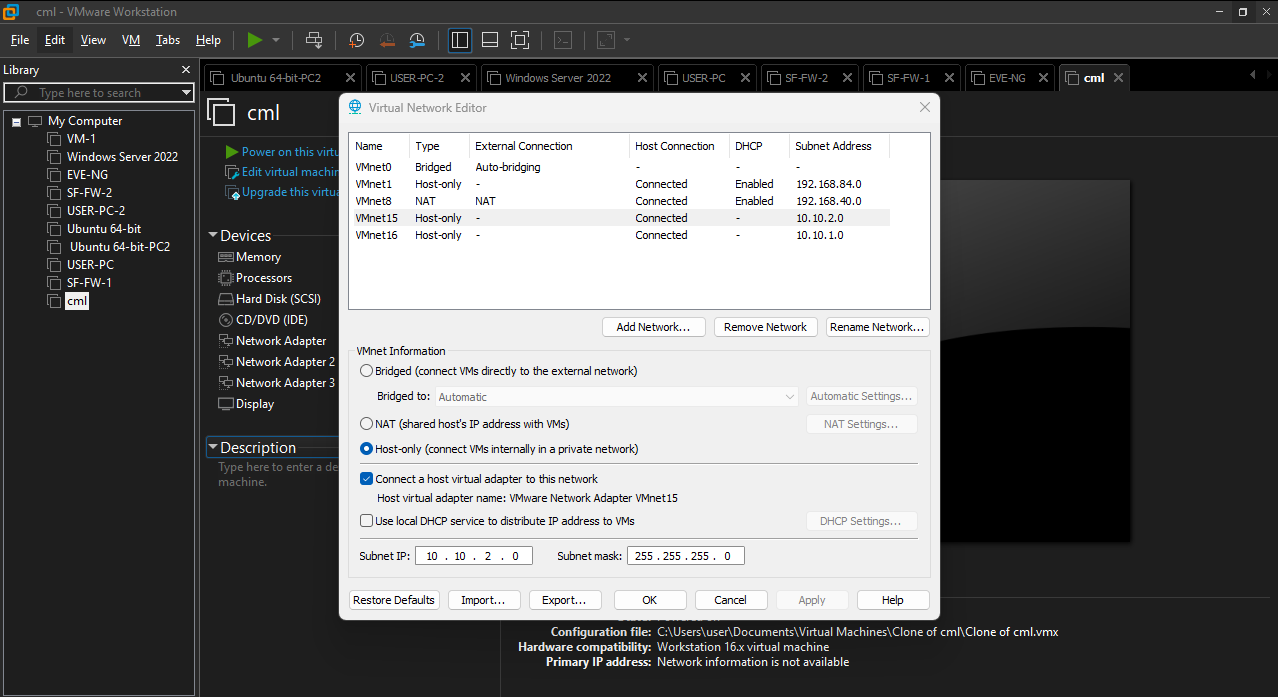 cml - VMware Workstation
File Edit View VM Tabs Help
Library
Type here to search
My Computer
VM-1
Windows Server 2022
EVE-NG
SF-FW-2
USER-PC-2
Ubuntu 64-bit
Ubuntu 64-bit-PC2
USER-PC
SF-FW-1
cml
Ubuntu 64-bit-PC2 USER-PC-2 Windows Server 2022 USER-PC SF-FW-2 SF-FW-1 EVE-NG cml
cml
Power on this virtu
Edit virtual machin
Upgrade this virtua
Devices
Memory
Processors
Hard Disk (SCSI)
CD/DVD (IDE)
Network Adapter
Network Adapter 2
Network Adapter 3
Display
Description
Type here to enter a de
machine.
Virtual Network Editor
Name Type External Connection Host Connection DHCP Subnet Address
VMnet0 Bridged Auto-bridging - - -
VMnet1 Host-only - Connected Enabled 192.168.84.0
VMnet8 NAT NAT Connected Enabled 192.168.40.0
VMnet15 Host-only - Connected - 10.10.2.0
VMnet16 Host-only - Connected - 10.10.1.0
Add Network... Remove Network Rename Network...
VMnet Information
Bridged (connect VMs directly to the external network)
Bridged to: Automatic Automatic Settings...
NAT (shared host's IP address with VMs) NAT Settings...
Host-only (connect VMs internally in a private network)
Connect a host virtual adapter to this network
Host virtual adapter name: VMware Network Adapter VMnet15
Use local DHCP service to distribute IP address to VMs DHCP Settings...
Subnet IP: 10 . 10 . 2 . 0 Subnet mask: 255 . 255 . 255 . 0
Restore Defaults Import... Export... OK Cancel Apply Help
Configuration file: C:\Users\user\Documents\Virtual Machines\Clone of cml\Clone of cml.vmx
Hardware compatibility: Workstation 16.x virtual machine
Primary IP address: Network information is not available